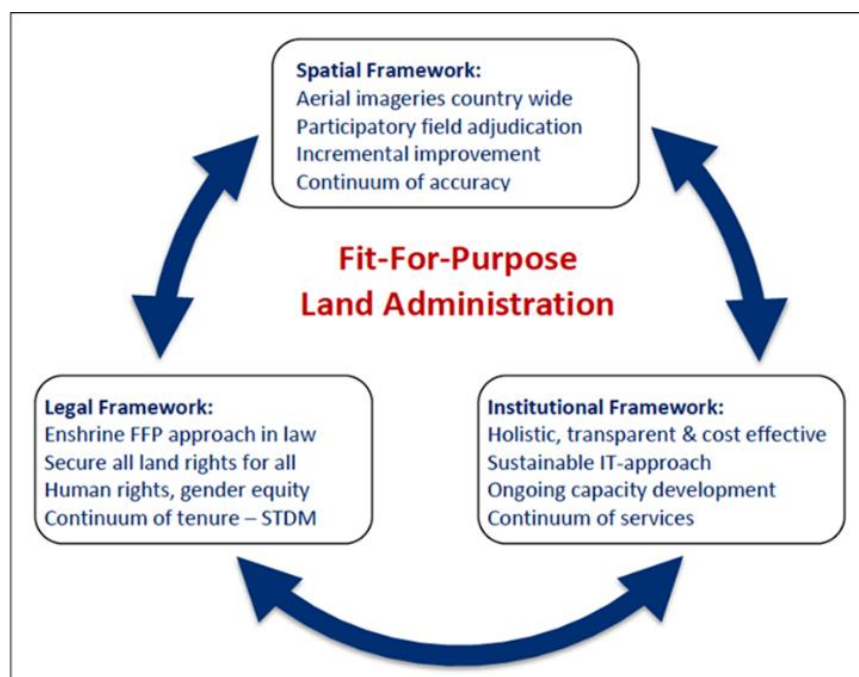 Spatial Framework:
Aerial imageries country wide
Participatory field adjudication
Incremental improvement
Continuum of accuracy
Fit-For-Purpose
Land Administration
Legal Framework:
Enshrine FFP approach in law
Secure all land rights for all
Human rights, gender equity
Continuum of tenure – STDM
Institutional Framework:
Holistic, transparent & cost effective
Sustainable IT-approach
Ongoing capacity development
Continuum of services